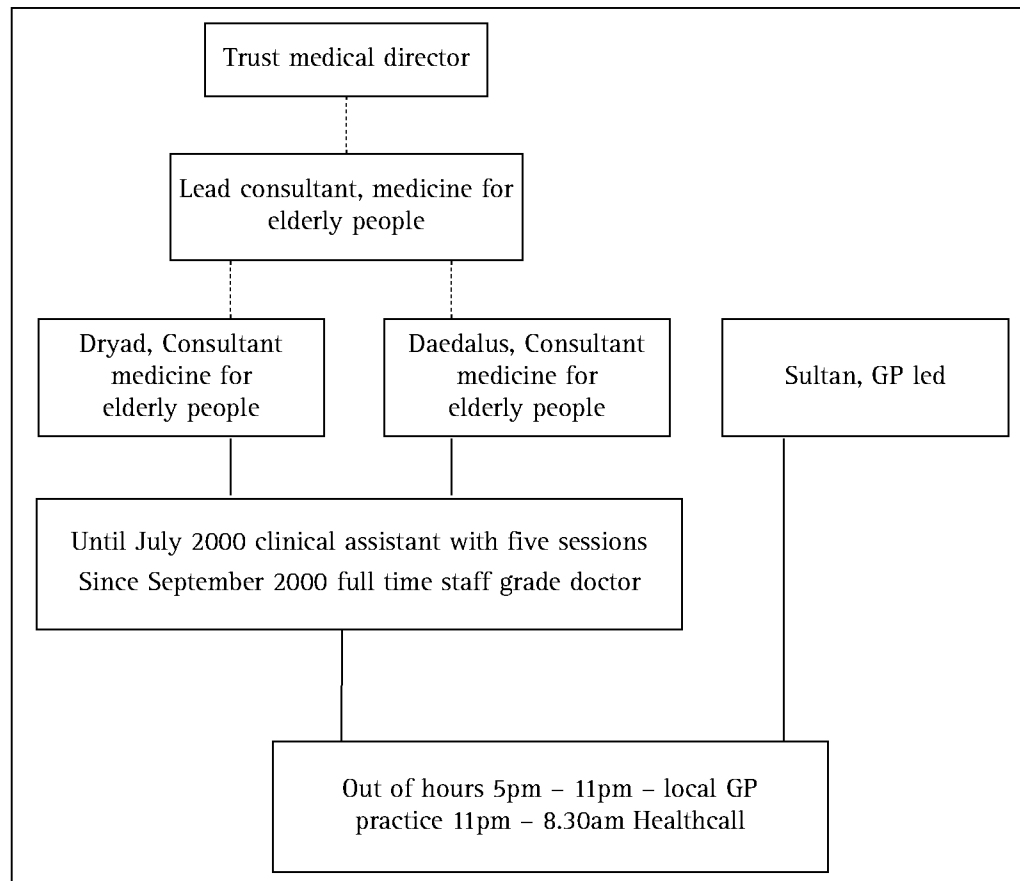 Trust medical director
Lead consultant, medicine for
elderly people
Dryad, Consultant
medicine for
elderly people
Daedalus, Consultant
medicine for
elderly people
Sultan, GP led
Until July 2000 clinical assistant with five sessions
Since September 2000 full time staff grade doctor
Out of hours 5pm – 11pm – local GP
practice 11pm – 8.30am Healthcall